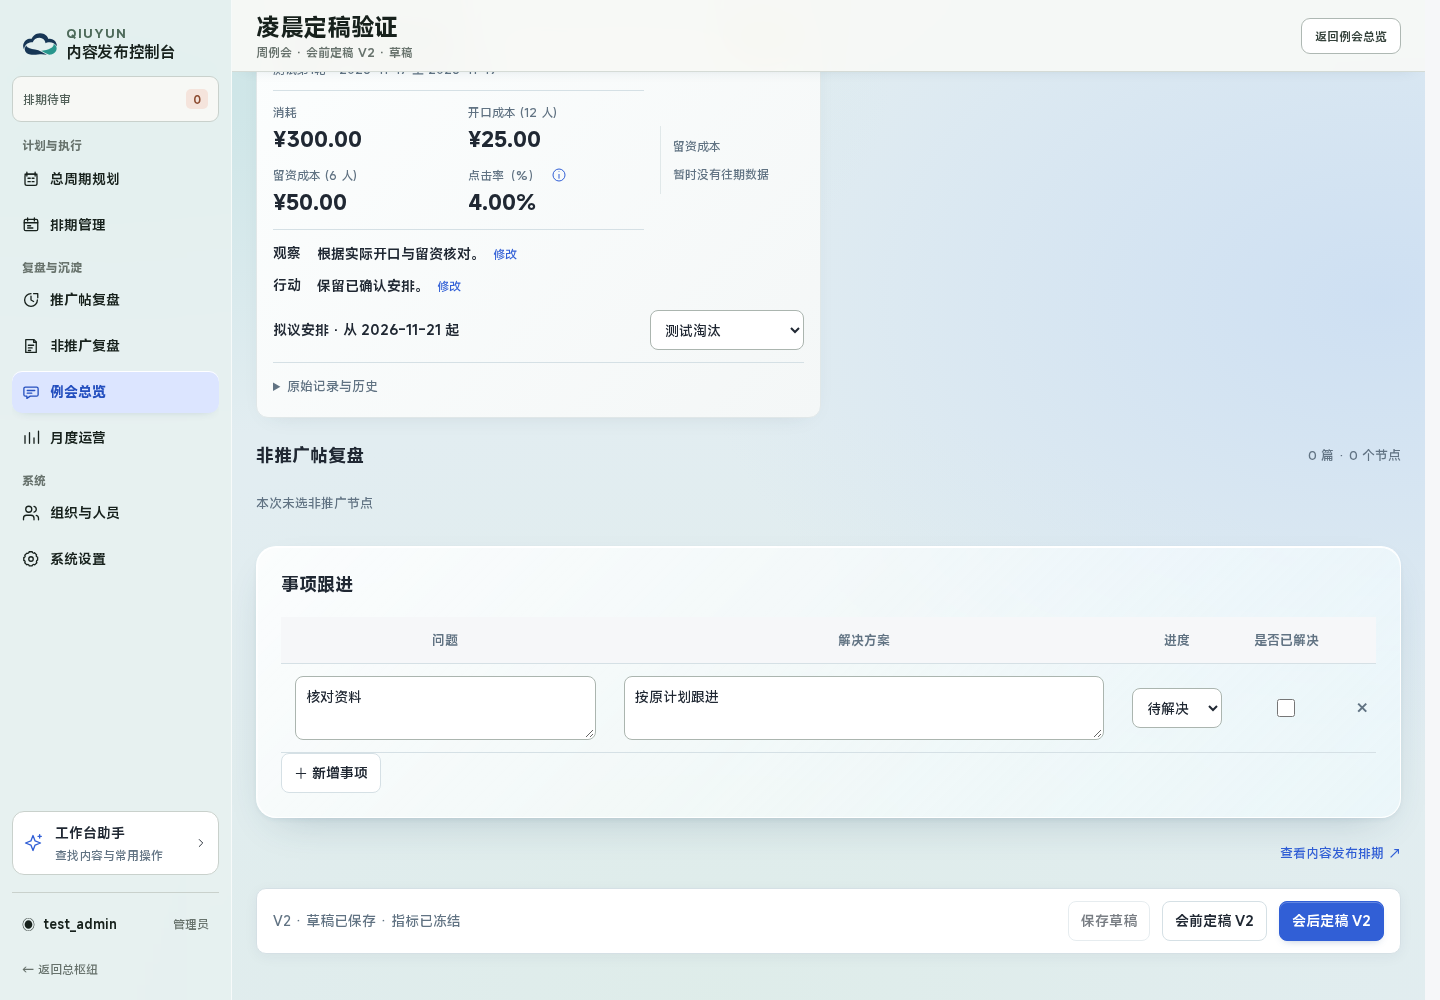 QIUYUN
内容发布控制台
排期待审 0
计划与执行
总周期规划
排期管理
复盘与沉淀
推广帖复盘
非推广复盘
例会总览
月度运营
系统
组织与人员
系统设置
工作台助手
查找内容与常用操作
test_admin 管理员
← 返回总枢纽
凌晨定稿验证
周例会 · 会前定稿 V2 · 草稿
返回例会总览
消耗
¥300.00
开口成本 (12 人)
¥25.00
留资成本 (6 人)
¥50.00
点击率（%）
4.00%
留资成本
暂时没有往期数据
观察 根据实际开口与留资核对。 修改
行动 保留已确认安排。 修改
拟议安排 · 从 2026-11-21 起 测试淘汰
原始记录与历史
非推广帖复盘 0 篇 · 0 个节点
本次未选非推广节点
事项跟进
问题 解决方案 进度 是否已解决
核对资料 按原计划跟进 待解决 ✕
＋ 新增事项
查看内容发布排期 ↗
V2 · 草稿已保存 · 指标已冻结 保存草稿 会前定稿 V2 会后定稿 V2